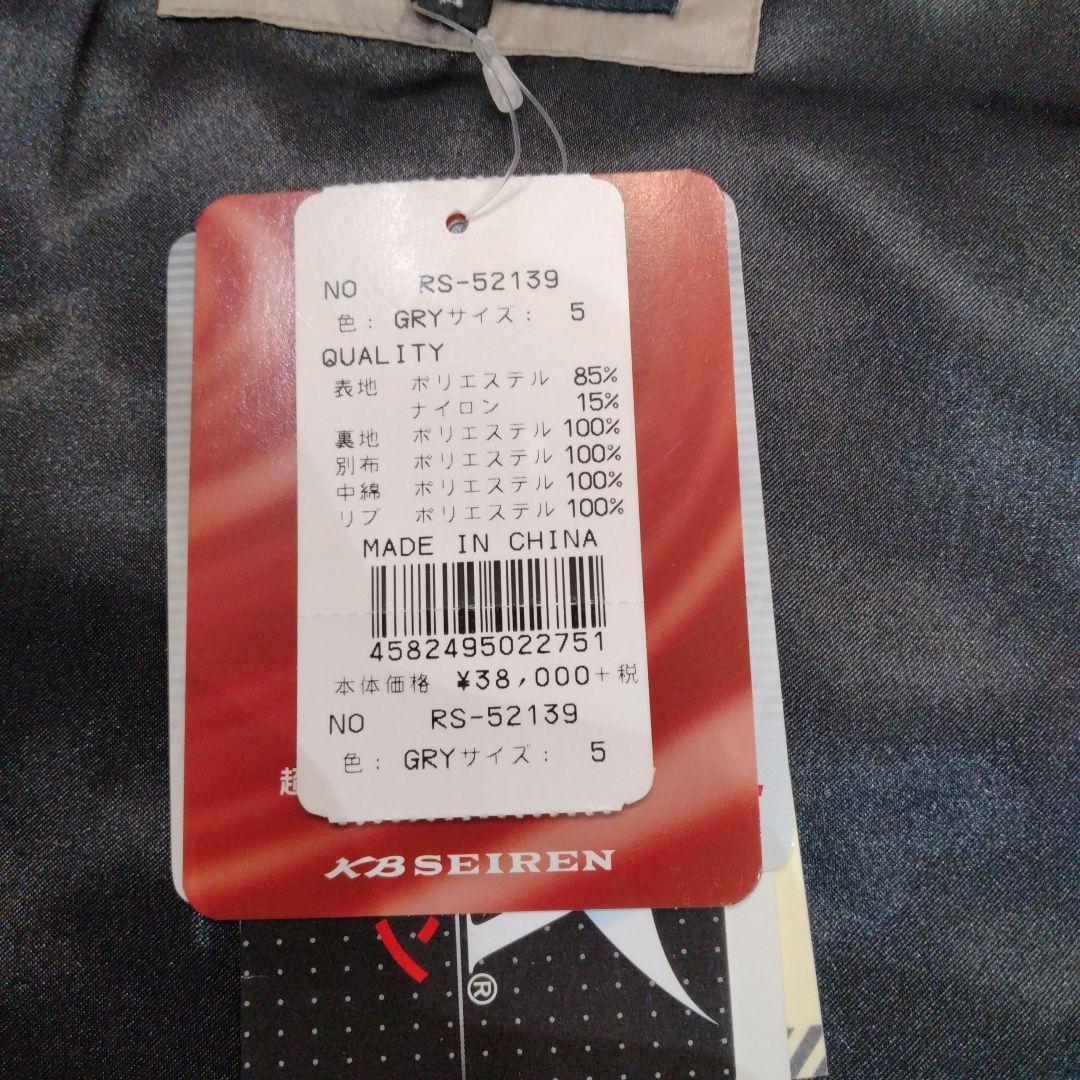 NO RS-52139
色: GRYサイズ: 5
QUALITY
表地 ポリエステル 85%
ナイロン 15%
裏地 ポリエステル 100%
別布 ポリエステル 100%
中綿 ポリエステル 100%
リブ ポリエステル 100%
MADE IN CHINA
4582495022751
本体価格 ¥38,000+税
NO RS-52139
色: GRYサイズ: 5
超
KB SEIREN
ン
®